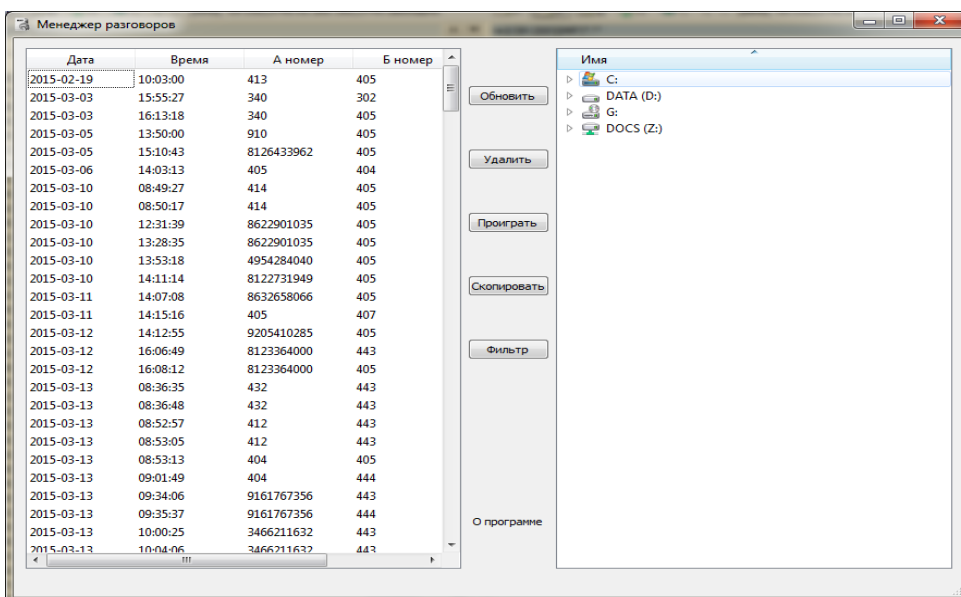 Менеджер разговоров
Дата Время А номер Б номер
2015-02-19 10:03:00 413 405
2015-03-03 15:55:27 340 302
2015-03-03 16:13:18 340 405
2015-03-05 13:50:00 910 405
2015-03-05 15:10:43 8126433962 405
2015-03-06 14:03:13 405 404
2015-03-10 08:49:27 414 405
2015-03-10 08:50:17 414 405
2015-03-10 12:31:39 8622901035 405
2015-03-10 13:28:35 8622901035 405
2015-03-10 13:53:18 4954284040 405
2015-03-10 14:11:14 8122731949 405
2015-03-11 14:07:08 8632658066 405
2015-03-11 14:15:16 405 407
2015-03-12 14:12:55 9205410285 405
2015-03-12 16:06:49 8123364000 443
2015-03-12 16:08:12 8123364000 405
2015-03-13 08:36:35 432 443
2015-03-13 08:36:48 432 443
2015-03-13 08:52:57 412 443
2015-03-13 08:53:05 412 443
2015-03-13 08:53:13 404 405
2015-03-13 09:01:49 404 444
2015-03-13 09:34:06 9161767356 443
2015-03-13 09:35:37 9161767356 444
2015-03-13 10:00:25 3466211632 443
2015-03-13 10:04:06 3466211632 443
Обновить
Удалить
Проиграть
Скопировать
Фильтр
О программе
Имя
C:
DATA (D:)
G:
DOCS (Z:)